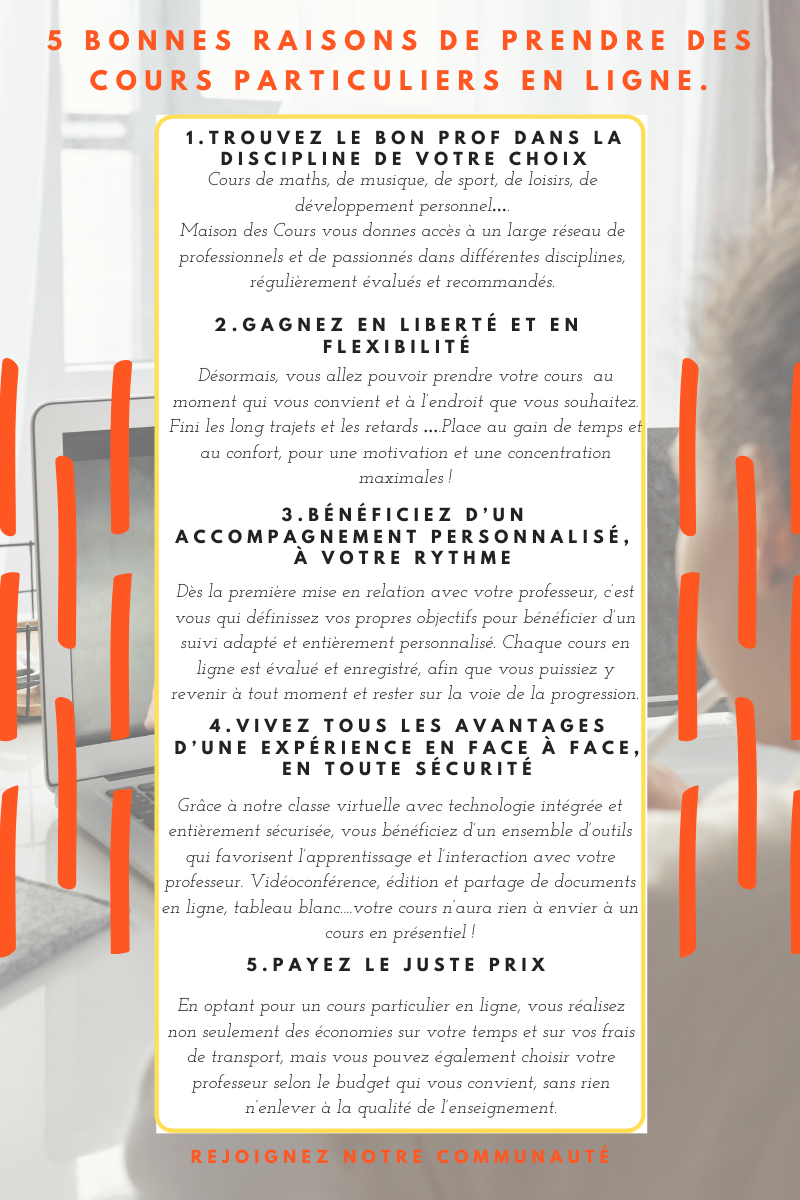 5 BONNES RAISONS DE PRENDRE DES
COURS PARTICULIERS EN LIGNE.
1.TROUVEZ LE BON PROF DANS LA
DISCIPLINE DE VOTRE CHOIX
Cours de maths, de musique, de sport, de loisirs, de
développement personnel....
Maison des Cours vous donnes accès à un large réseau de
professionnels et de passionnés dans différentes disciplines,
régulièrement évalués et recommandés.
2.GAGNEZ EN LIBERTÉ ET EN
FLEXIBILITÉ
Désormais, vous allez pouvoir prendre votre cours au
moment qui vous convient et à l'endroit que vous souhaitez.
Fini les long trajets et les retards ....Place au gain de temps et
au confort, pour une motivation et une concentration
maximales !
3.BÉNÉFICIEZ D'UN
ACCOMPAGNEMENT PERSONNALISÉ,
À VOTRE RYTHME
Dès la première mise en relation avec votre professeur, c'est
vous qui définissez vos propres objectifs pour bénéficier d'un
suivi adapté et entièrement personnalisé. Chaque cours en
ligne est évalué et enregistré, afin que vous puissiez y
revenir à tout moment et rester sur la voie de la progression.
4.VIVEZ TOUS LES AVANTAGES
D'UNE EXPÉRIENCE EN FACE À FACE,
EN TOUTE SÉCURITÉ
Grâce à notre classe virtuelle avec technologie intégrée et
entièrement sécurisée, vous bénéficiez d'un ensemble d'outils
qui favorisent l'apprentissage et l'interaction avec votre
professeur. Vidéoconférence, édition et partage de documents
en ligne, tableau blanc....votre cours n'aura rien à envier à un
cours en présentiel !
5.PAYEZ LE JUSTE PRIX
En optant pour un cours particulier en ligne, vous réalisez
non seulement des économies sur votre temps et sur vos frais
de transport, mais vous pouvez également choisir votre
professeur selon le budget qui vous convient, sans rien
n'enlever à la qualité de l'enseignement.
REJOIGNEZ NOTRE COMMUNAUTÉ